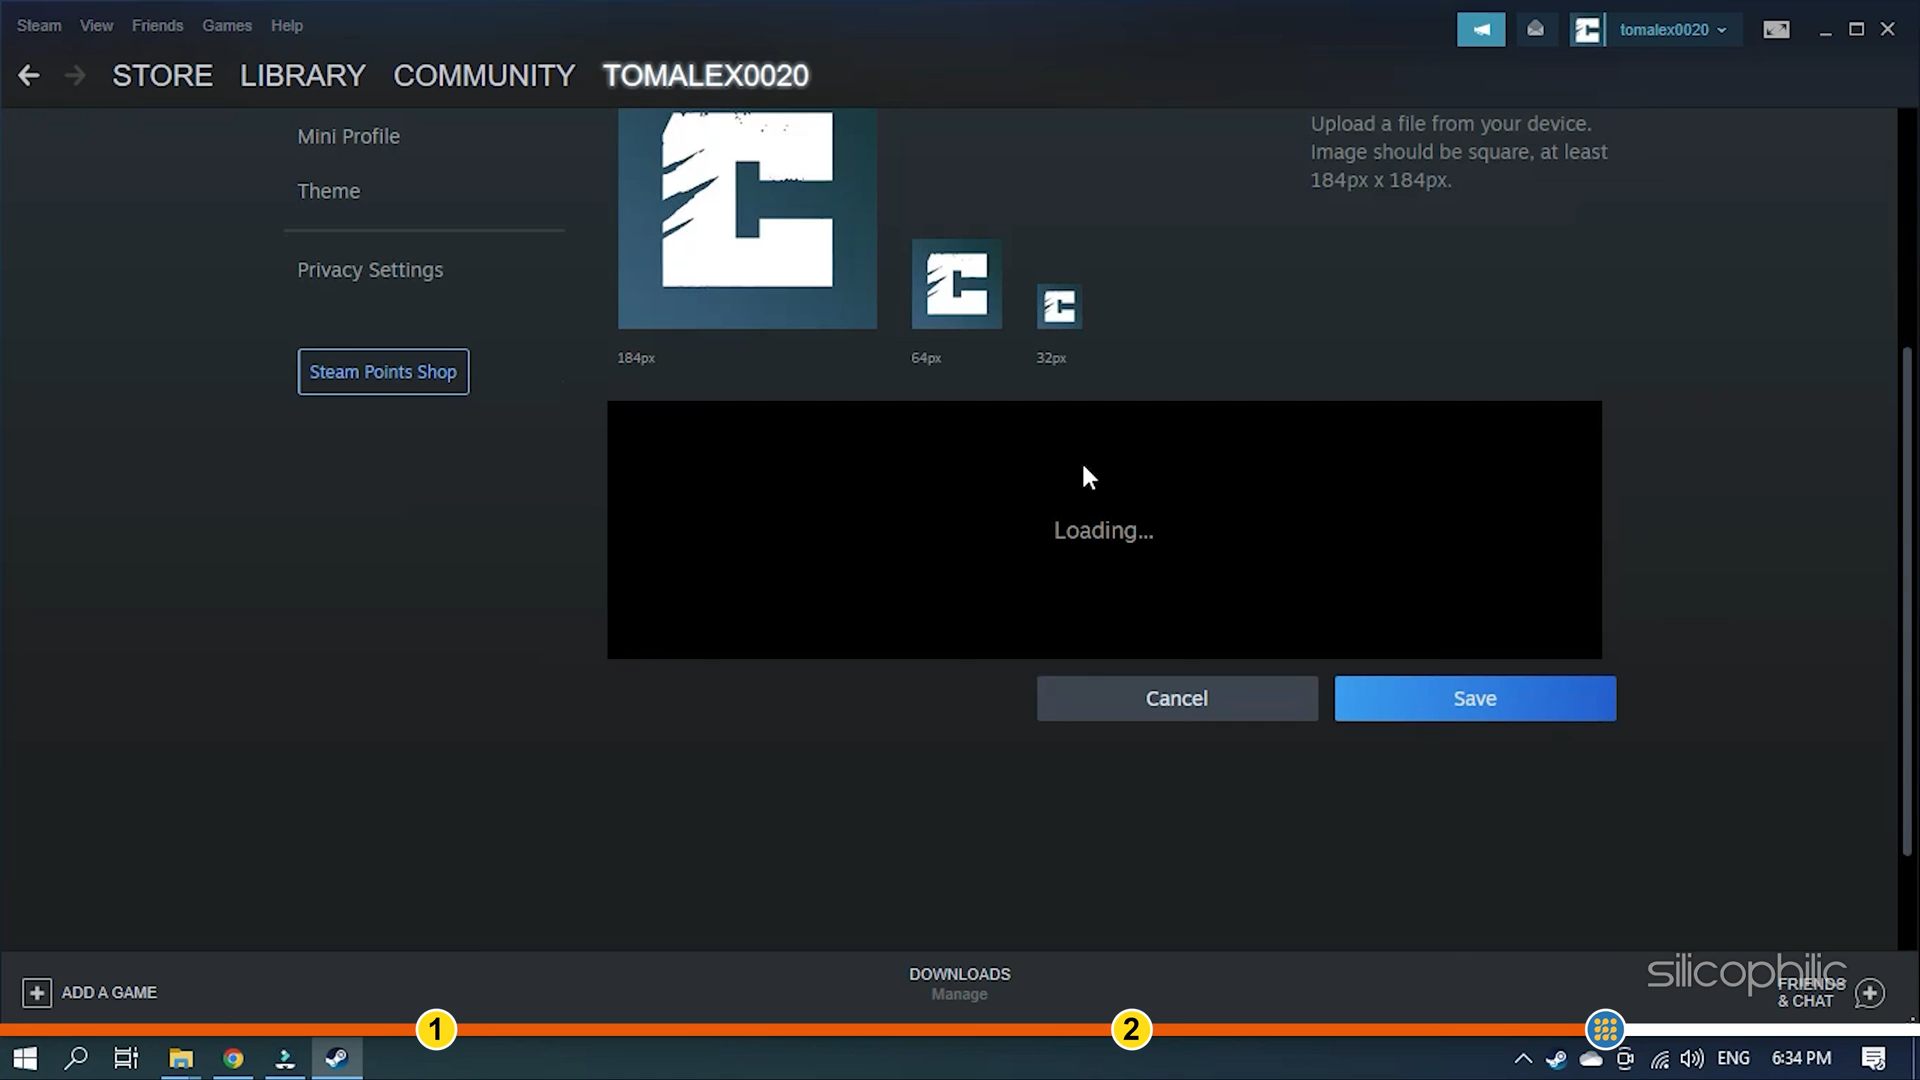 Steam View Friends Games Help
tomalex0020
STORE LIBRARY COMMUNITY TOMALEX0020
Mini Profile
Theme
Privacy Settings
Steam Points Shop
Upload a file from your device.
Image should be square, at least
184px x 184px.
184px
64px
32px
Loading...
Cancel
Save
ADD A GAME
DOWNLOADS
Manage
silicophilic
FRIENDS
& CHAT
1
2
ENG
6:34 PM